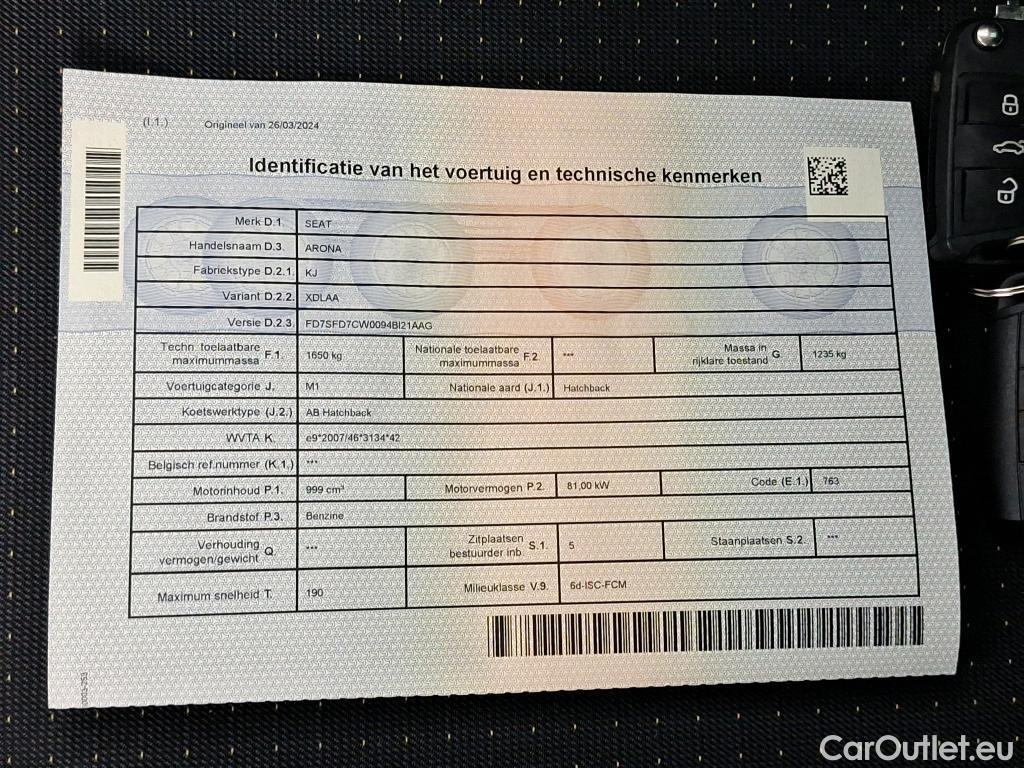 (I.1.) Origineel van 26/03/2024
Identificatie van het voertuig en technische kenmerken
Merk D.1. SEAT
Handelsnaam D.3. ARONA
Fabriekstype D.2.1. KJ
Variant D.2.2. XDLAA
Versie D.2.3. FD7SFD7CW0094BI21AAG
Techn. toelaatbare maximummassa F.1. 1650 kg Nationale toelaatbare maximummassa F.2. *** Massa in rijklare toestand G. 1235 kg
Voertuigcategorie J. M1 Nationale aard (J.1.) Hatchback
Koetswerktype (J.2.) AB Hatchback
WVTA K. e9*2007/46*3134*42
Belgisch ref.nummer (K.1.) ***
Motorinhoud P.1. 999 cm³ Motorvermogen P.2. 81,00 kW Code (E.1.) 763
Brandstof P.3. Benzine
Verhouding vermogen/gewicht Q. *** Zitplaatsen bestuurder inb. S.1. 5 Staanplaatsen S.2. ***
Maximum snelheid T. 190 Milieuklasse V.9. 6d-ISC-FCM
CarOutlet.eu